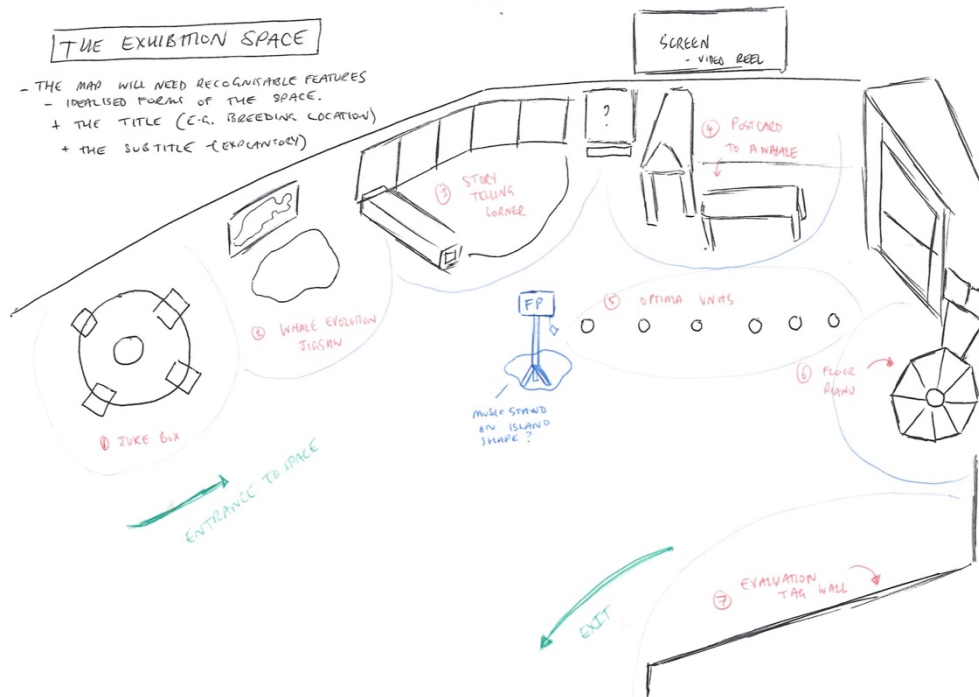 THE EXHIBITION SPACE
- THE MAP WILL NEED RECOGNISABLE FEATURES
- IDEALISED FORMS OF THE SPACE.
+ THE TITLE (E.G. BREEDING LOCATION)
+ THE SUBTITLE - (EXPLANTORY)
SCREEN
- VIDEO REEL
?
④ POSTCARD
TO A WHALE
③ STORY
TELLING
CORNER
② WHALE EVOLUTION
JIGSAW
FP
⑤ OPTIMA UNITS
⑥ FLOOR
PIANO
MUSIC STAND
ON ISLAND
SHAPE?
① JUKE BOX
ENTRANCE TO SPACE
EXIT
⑦ EVALUATION
TAG WALL